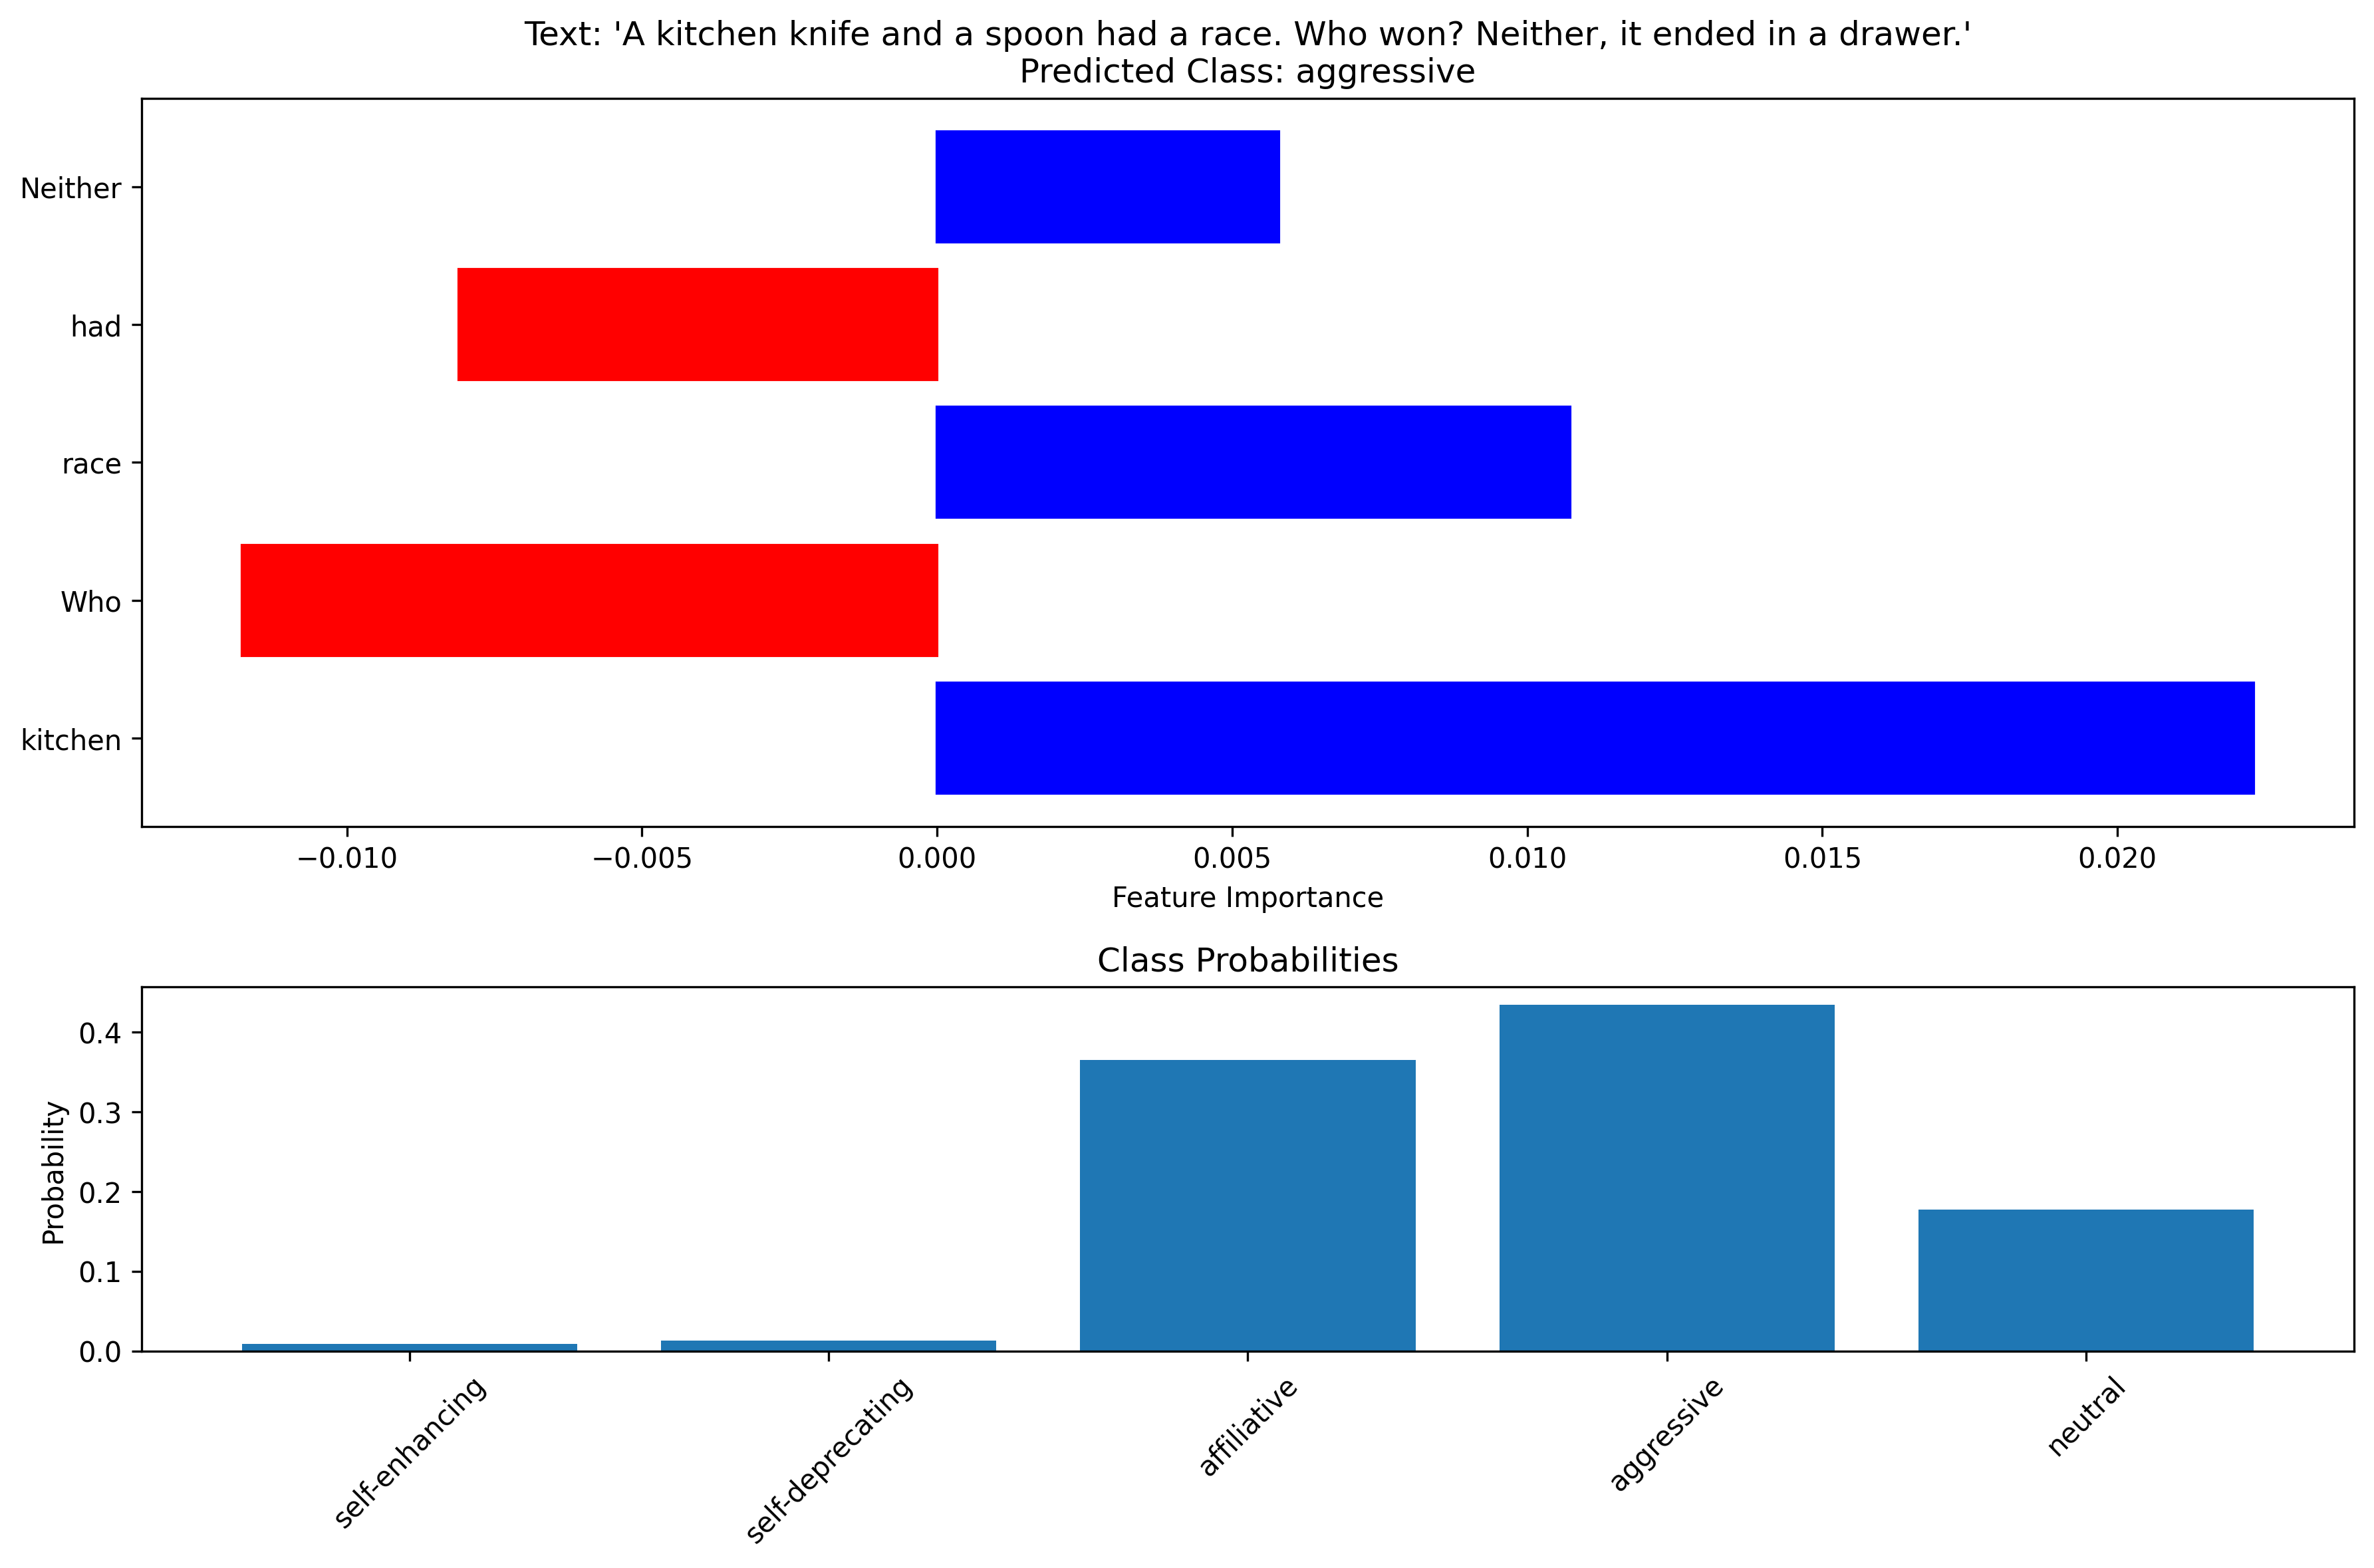 Text: 'A kitchen knife and a spoon had a race. Who won? Neither, it ended in a drawer.'
Predicted Class: aggressive
Neither
had
race
Who
kitchen
−0.010 −0.005 0.000 0.005 0.010 0.015 0.020
Feature Importance
Class Probabilities
Probability
0.4
0.3
0.2
0.1
0.0
self-enhancing self-deprecating affiliative aggressive neutral